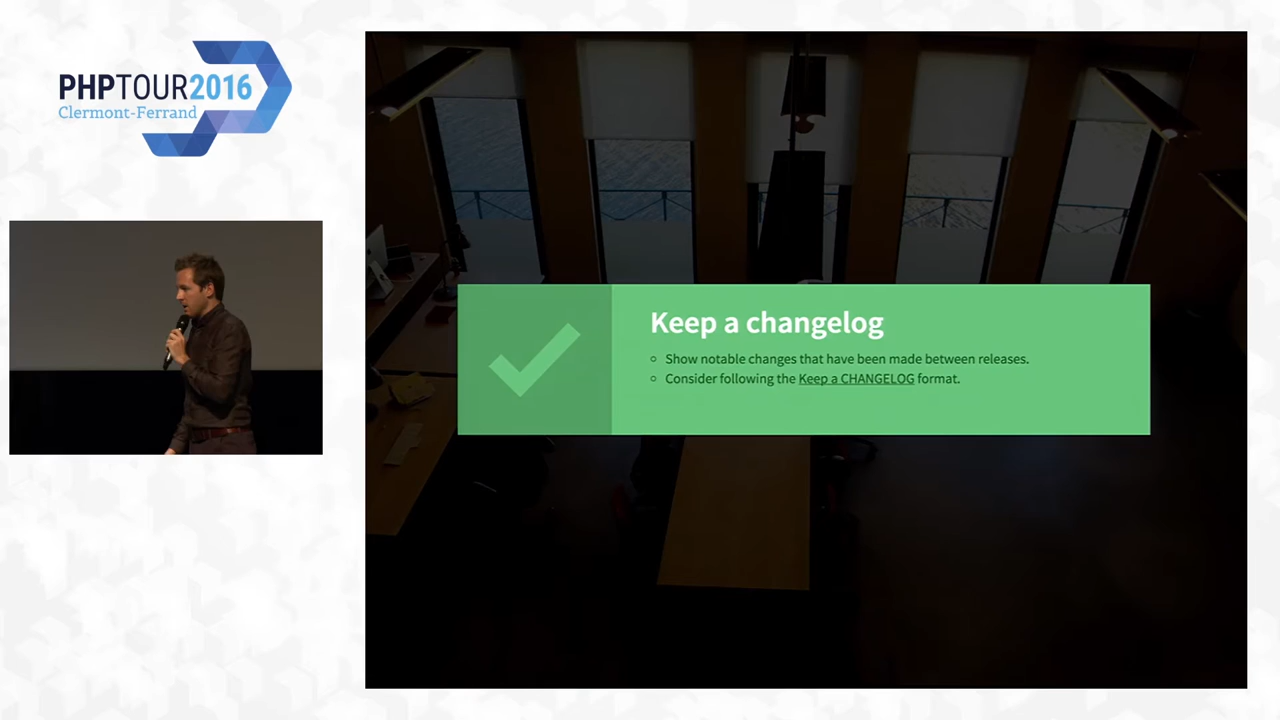 PHPTOUR2016
Clermont-Ferrand
Keep a changelog
Show notable changes that have been made between releases.
Consider following the Keep a CHANGELOG format.